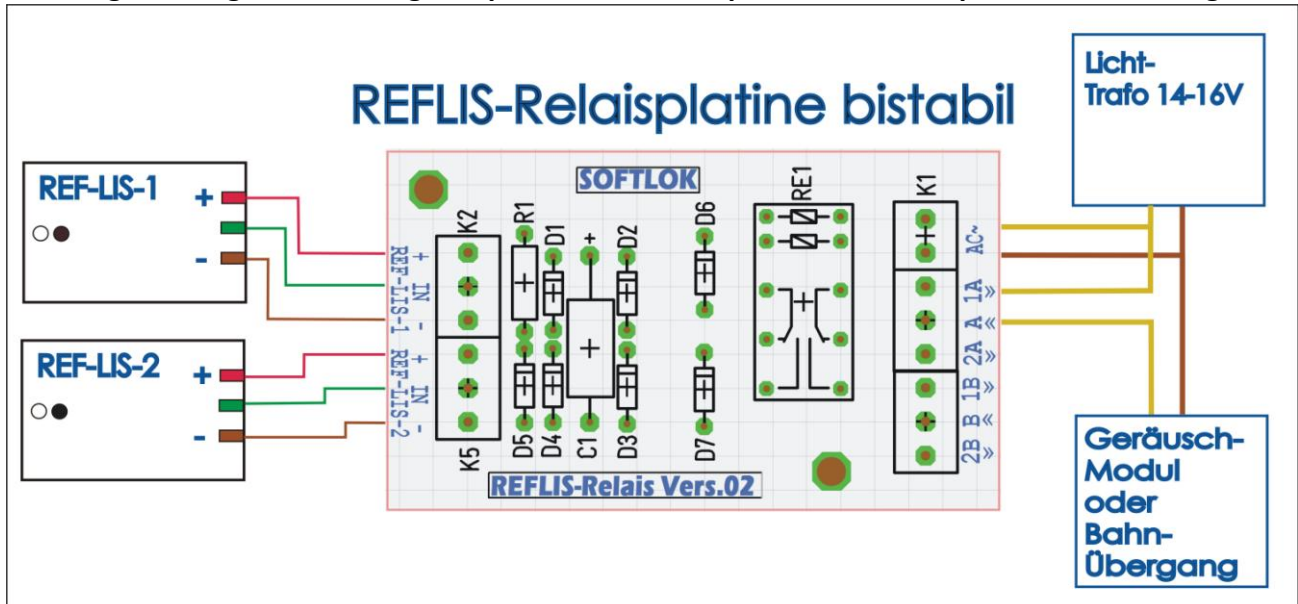 REFLIS-Relaisplatine bistabil
Licht-
Trafo 14-16V
REF-LIS-1
+
-
REF-LIS-2
+
-
SOFTLOK
K2
R1
D1
+
D2
D6
RE1
K1
+
IN
-
REF-LIS-1
+
IN
-
REF-LIS-2
AC~
1A »
A «
2A »
1B »
B «
2B »
K5
D5
D4
C1
D3
D7
REFLIS-Relais Vers.02
Geräusch-
Modul
oder
Bahn-
Übergang